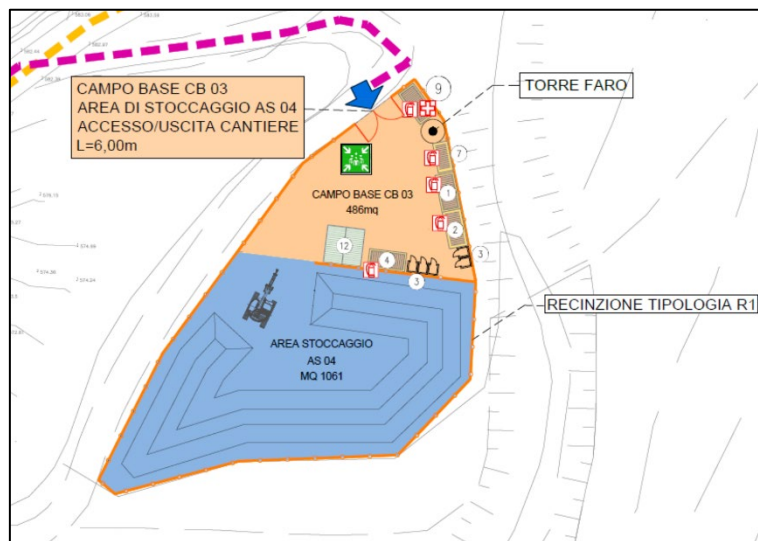 CAMPO BASE CB 03
AREA DI STOCCAGGIO AS 04
ACCESSO/USCITA CANTIERE
L=6,00m
9
TORRE FARO
7
1
2
3
CAMPO BASE CB 03
486mq
12
4
3
AREA STOCCAGGIO
AS 04
MQ 1061
RECINZIONE TIPOLOGIA R1